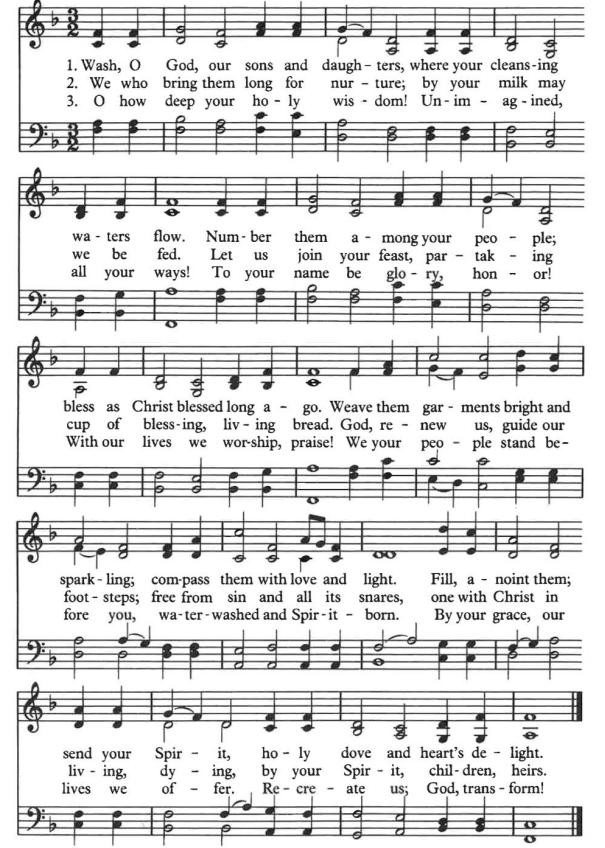 3 2
1. Wash, O God, our sons and daugh - ters, where your cleans - ing
2. We who bring them long for nur - ture; by your milk may
3. O how deep your ho - ly wis - dom! Un - im - ag - ined,
3 2
wa - ters flow. Num - ber them a - mong your peo - ple;
we be fed. Let us join your feast, par - tak - ing
all your ways! To your name be glo - ry, hon - or!
bless as Christ blessed long a - go. Weave them gar - ments bright and
cup of bless - ing, liv - ing bread. God, re - new us, guide our
With our lives we wor - ship, praise! We your peo - ple stand be -
spark - ling; com - pass them with love and light. Fill, a - noint them;
foot - steps; free from sin and all its snares, one with Christ in
fore you, wa - ter - washed and Spir - it - born. By your grace, our
send your Spir - it, ho - ly dove and heart's de - light.
liv - ing, dy - ing, by your Spir - it, chil - dren, heirs.
lives we of - fer. Re - cre - ate us; God, trans - form!